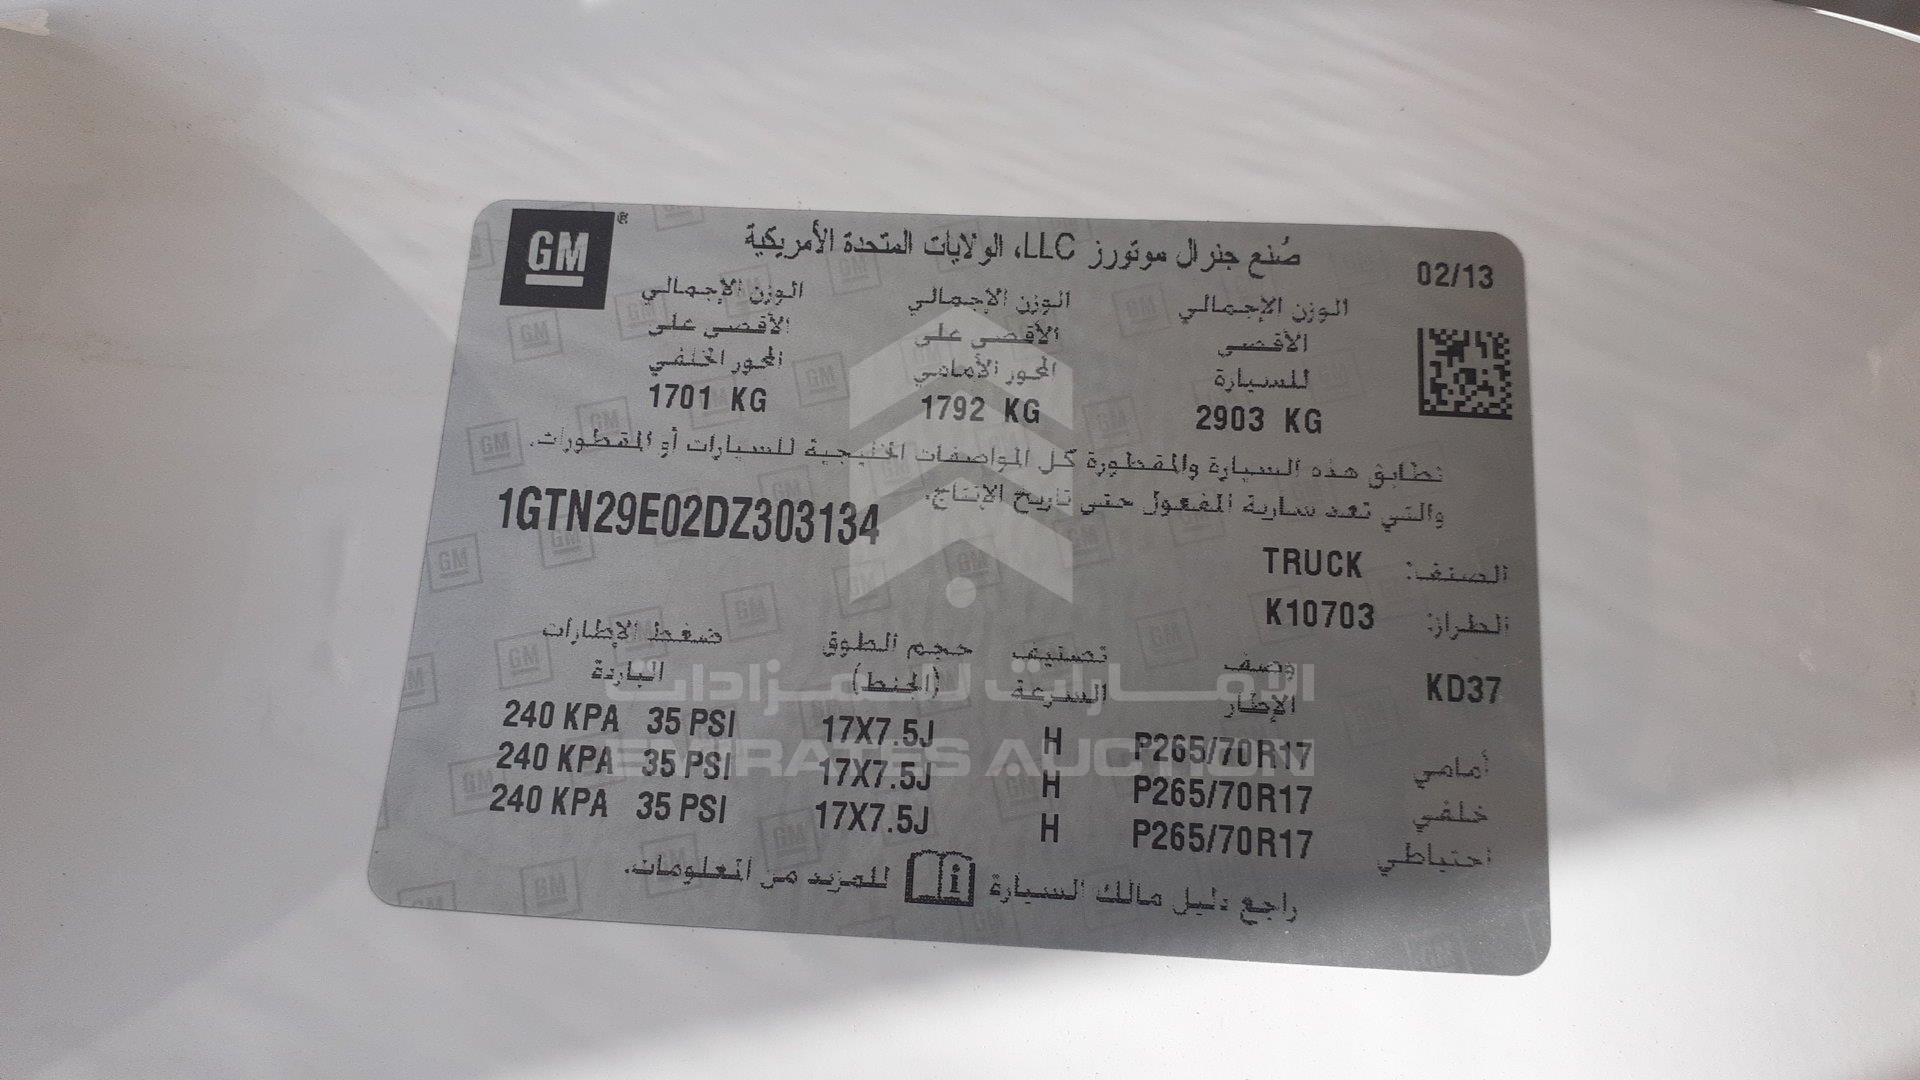 GM
صُنع جنرال موتورز LLC، الولايات المتحدة الأمريكية
02/13
الوزن الإجمالي الأقصى للسيارة
2903 KG
الوزن الإجمالي الأقصى على المحور الأمامي
1792 KG
الوزن الإجمالي الأقصى على المحور الخلفي
1701 KG
تطابق هذه السيارة والمقطورة كل المواصفات الخليجية للسيارات أو المقطورات.
والتي تعد سارية المفعول حتى تاريخ الإنتاج.
1GTN29E02DZ303134
الصنف: TRUCK
الطراز: K10703
KD37
وصف الإطار
تصنيف السرعة
حجم الطوق (الجنط)
ضغط الإطارات الباردة
أمامي P265/70R17 H 17X7.5J 240 KPA 35 PSI
خلفي P265/70R17 H 17X7.5J 240 KPA 35 PSI
احتياطي P265/70R17 H 17X7.5J 240 KPA 35 PSI
راجع دليل مالك السيارة للمزيد من المعلومات.
الإمارات للمزادات
EMIRATES AUCTION